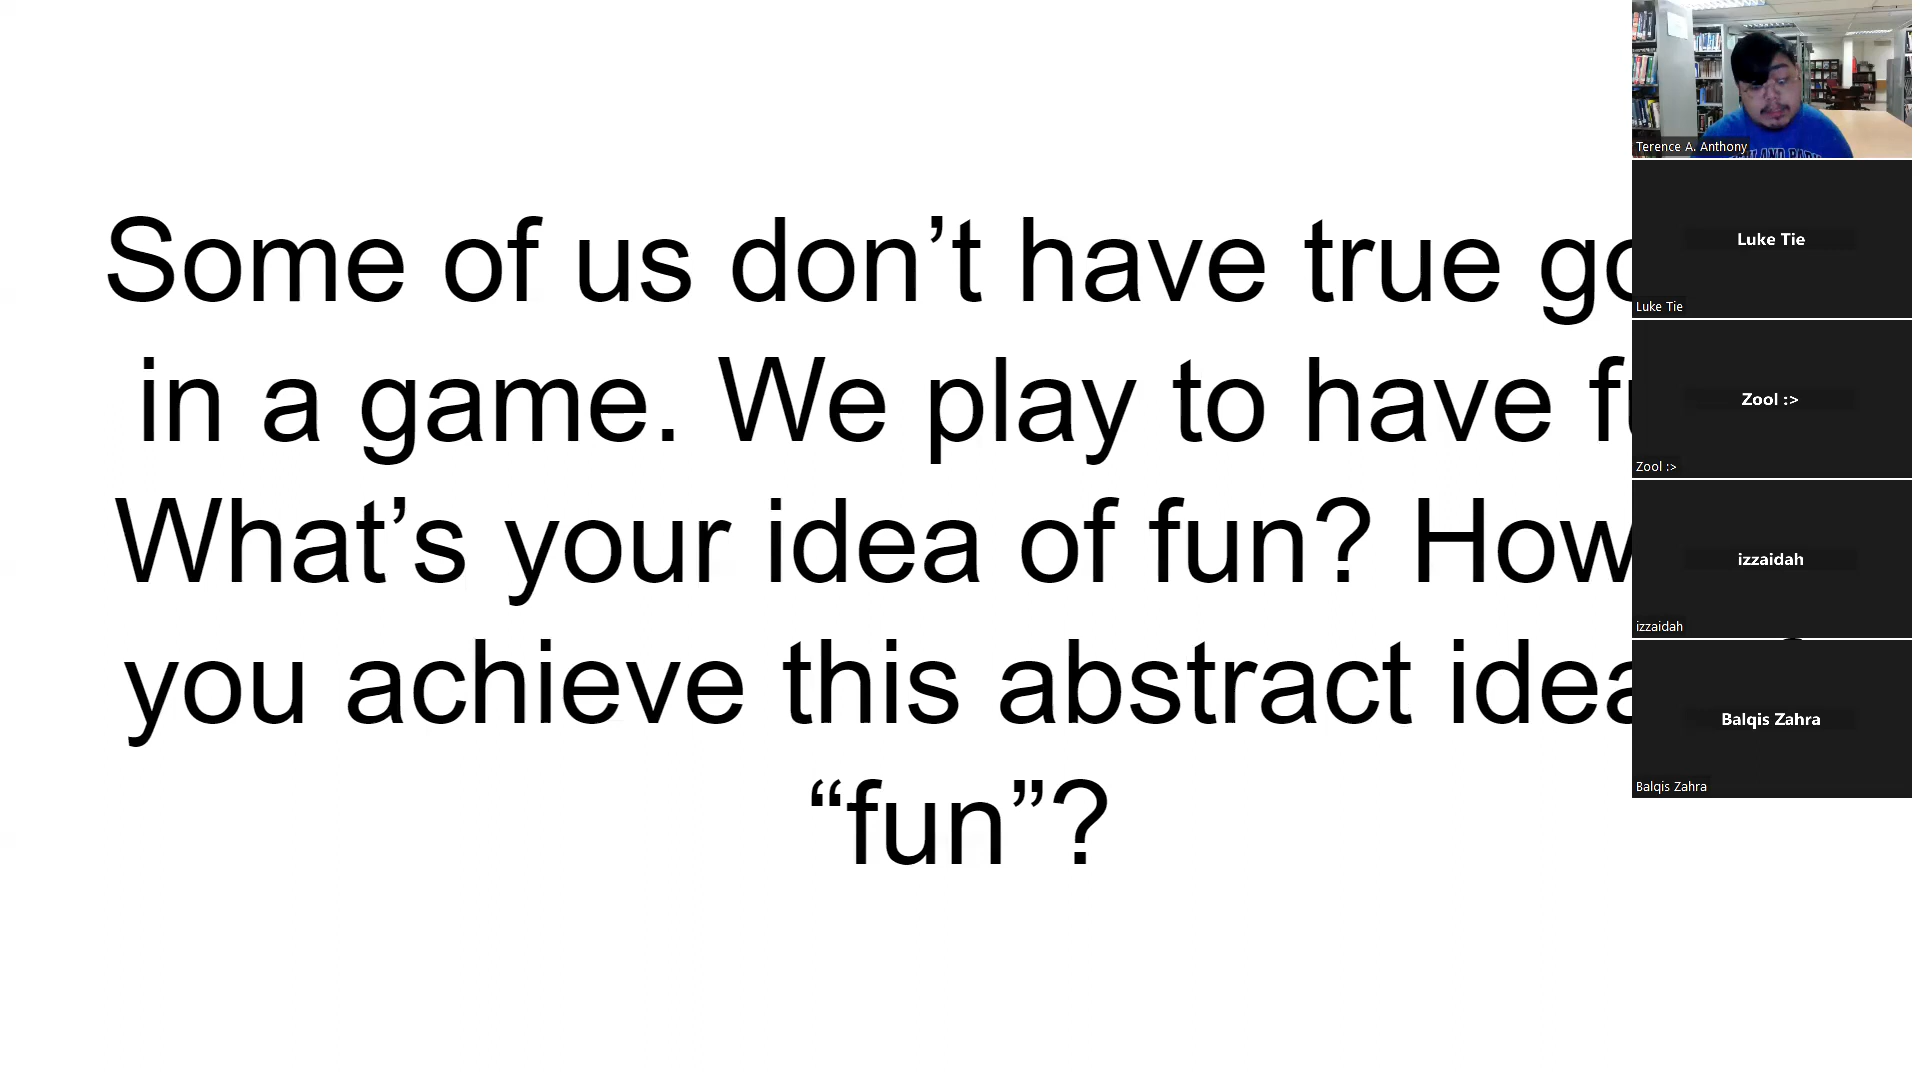 Some of us don’t have true
in a game. We play to have
What’s your idea of fun? How
you achieve this abstract idea
“fun”?
Terence A. Anthony
Luke Tie
Luke Tie
Zool :>
Zool :>
izzaidah
izzaidah
Balqis Zahra
Balqis Zahra